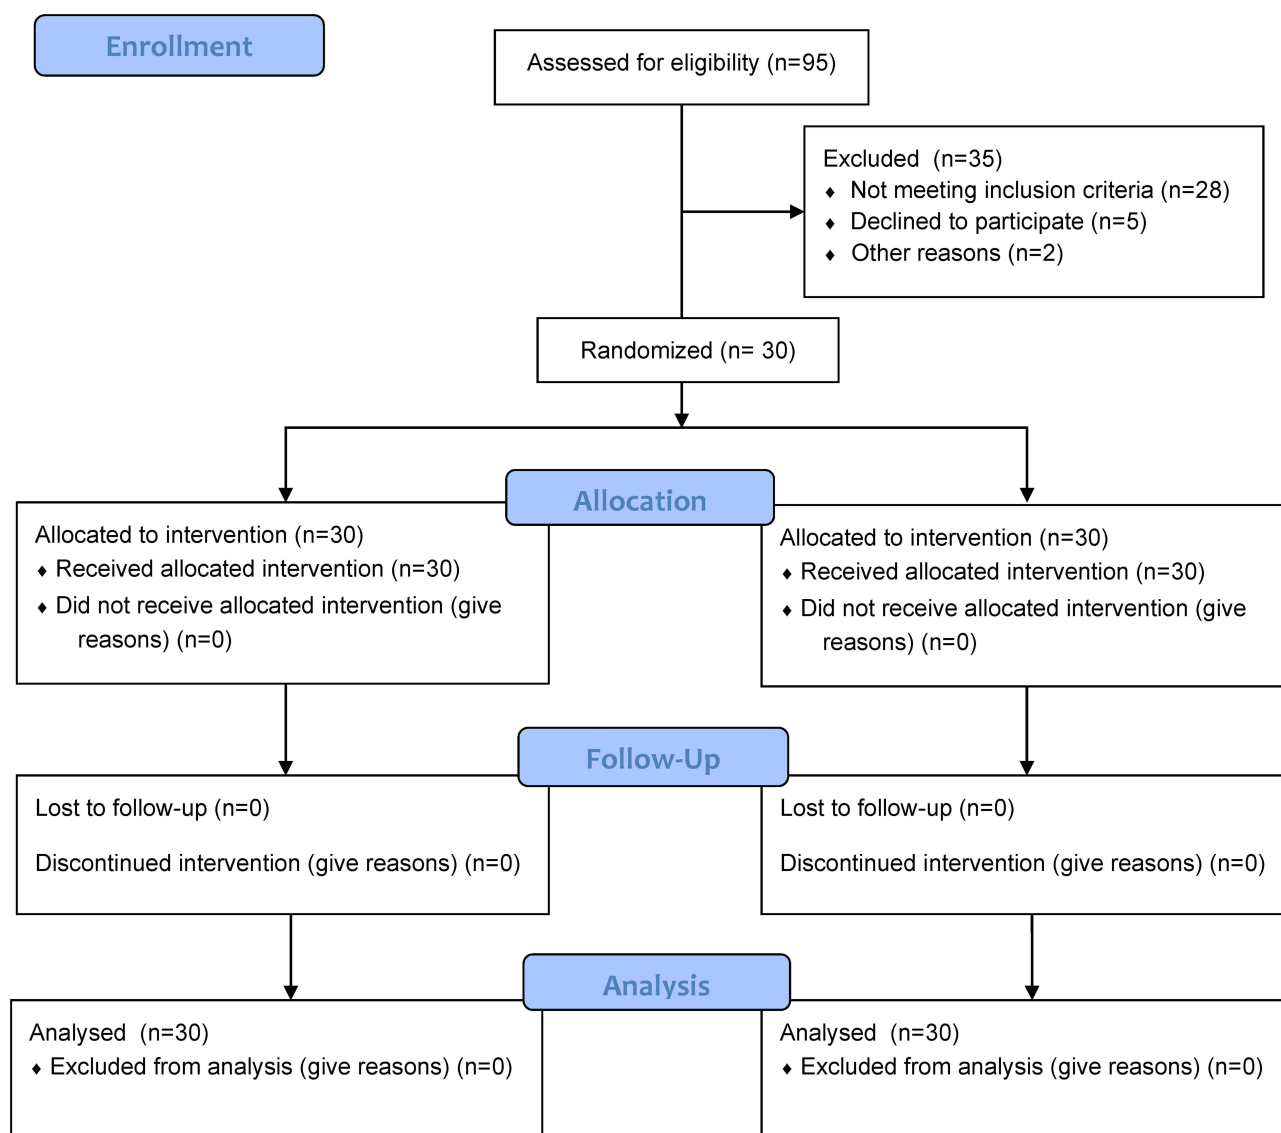 Enrollment
Assessed for eligibility (n=95)
Excluded  (n=35)
♦ Not meeting inclusion criteria (n=28)
♦ Declined to participate (n=5)
♦ Other reasons (n=2)
Randomized (n= 30)
Allocation
Allocated to intervention (n=30)
♦ Received allocated intervention (n=30)
♦ Did not receive allocated intervention (give
reasons) (n=0)
Allocated to intervention (n=30)
♦ Received allocated intervention (n=30)
♦ Did not receive allocated intervention (give
reasons) (n=0)
Follow-Up
Lost to follow-up (n=0)
Discontinued intervention (give reasons) (n=0)
Lost to follow-up (n=0)
Discontinued intervention (give reasons) (n=0)
Analysis
Analysed  (n=30)
♦ Excluded from analysis (give reasons) (n=0)
Analysed  (n=30)
♦ Excluded from analysis (give reasons) (n=0)